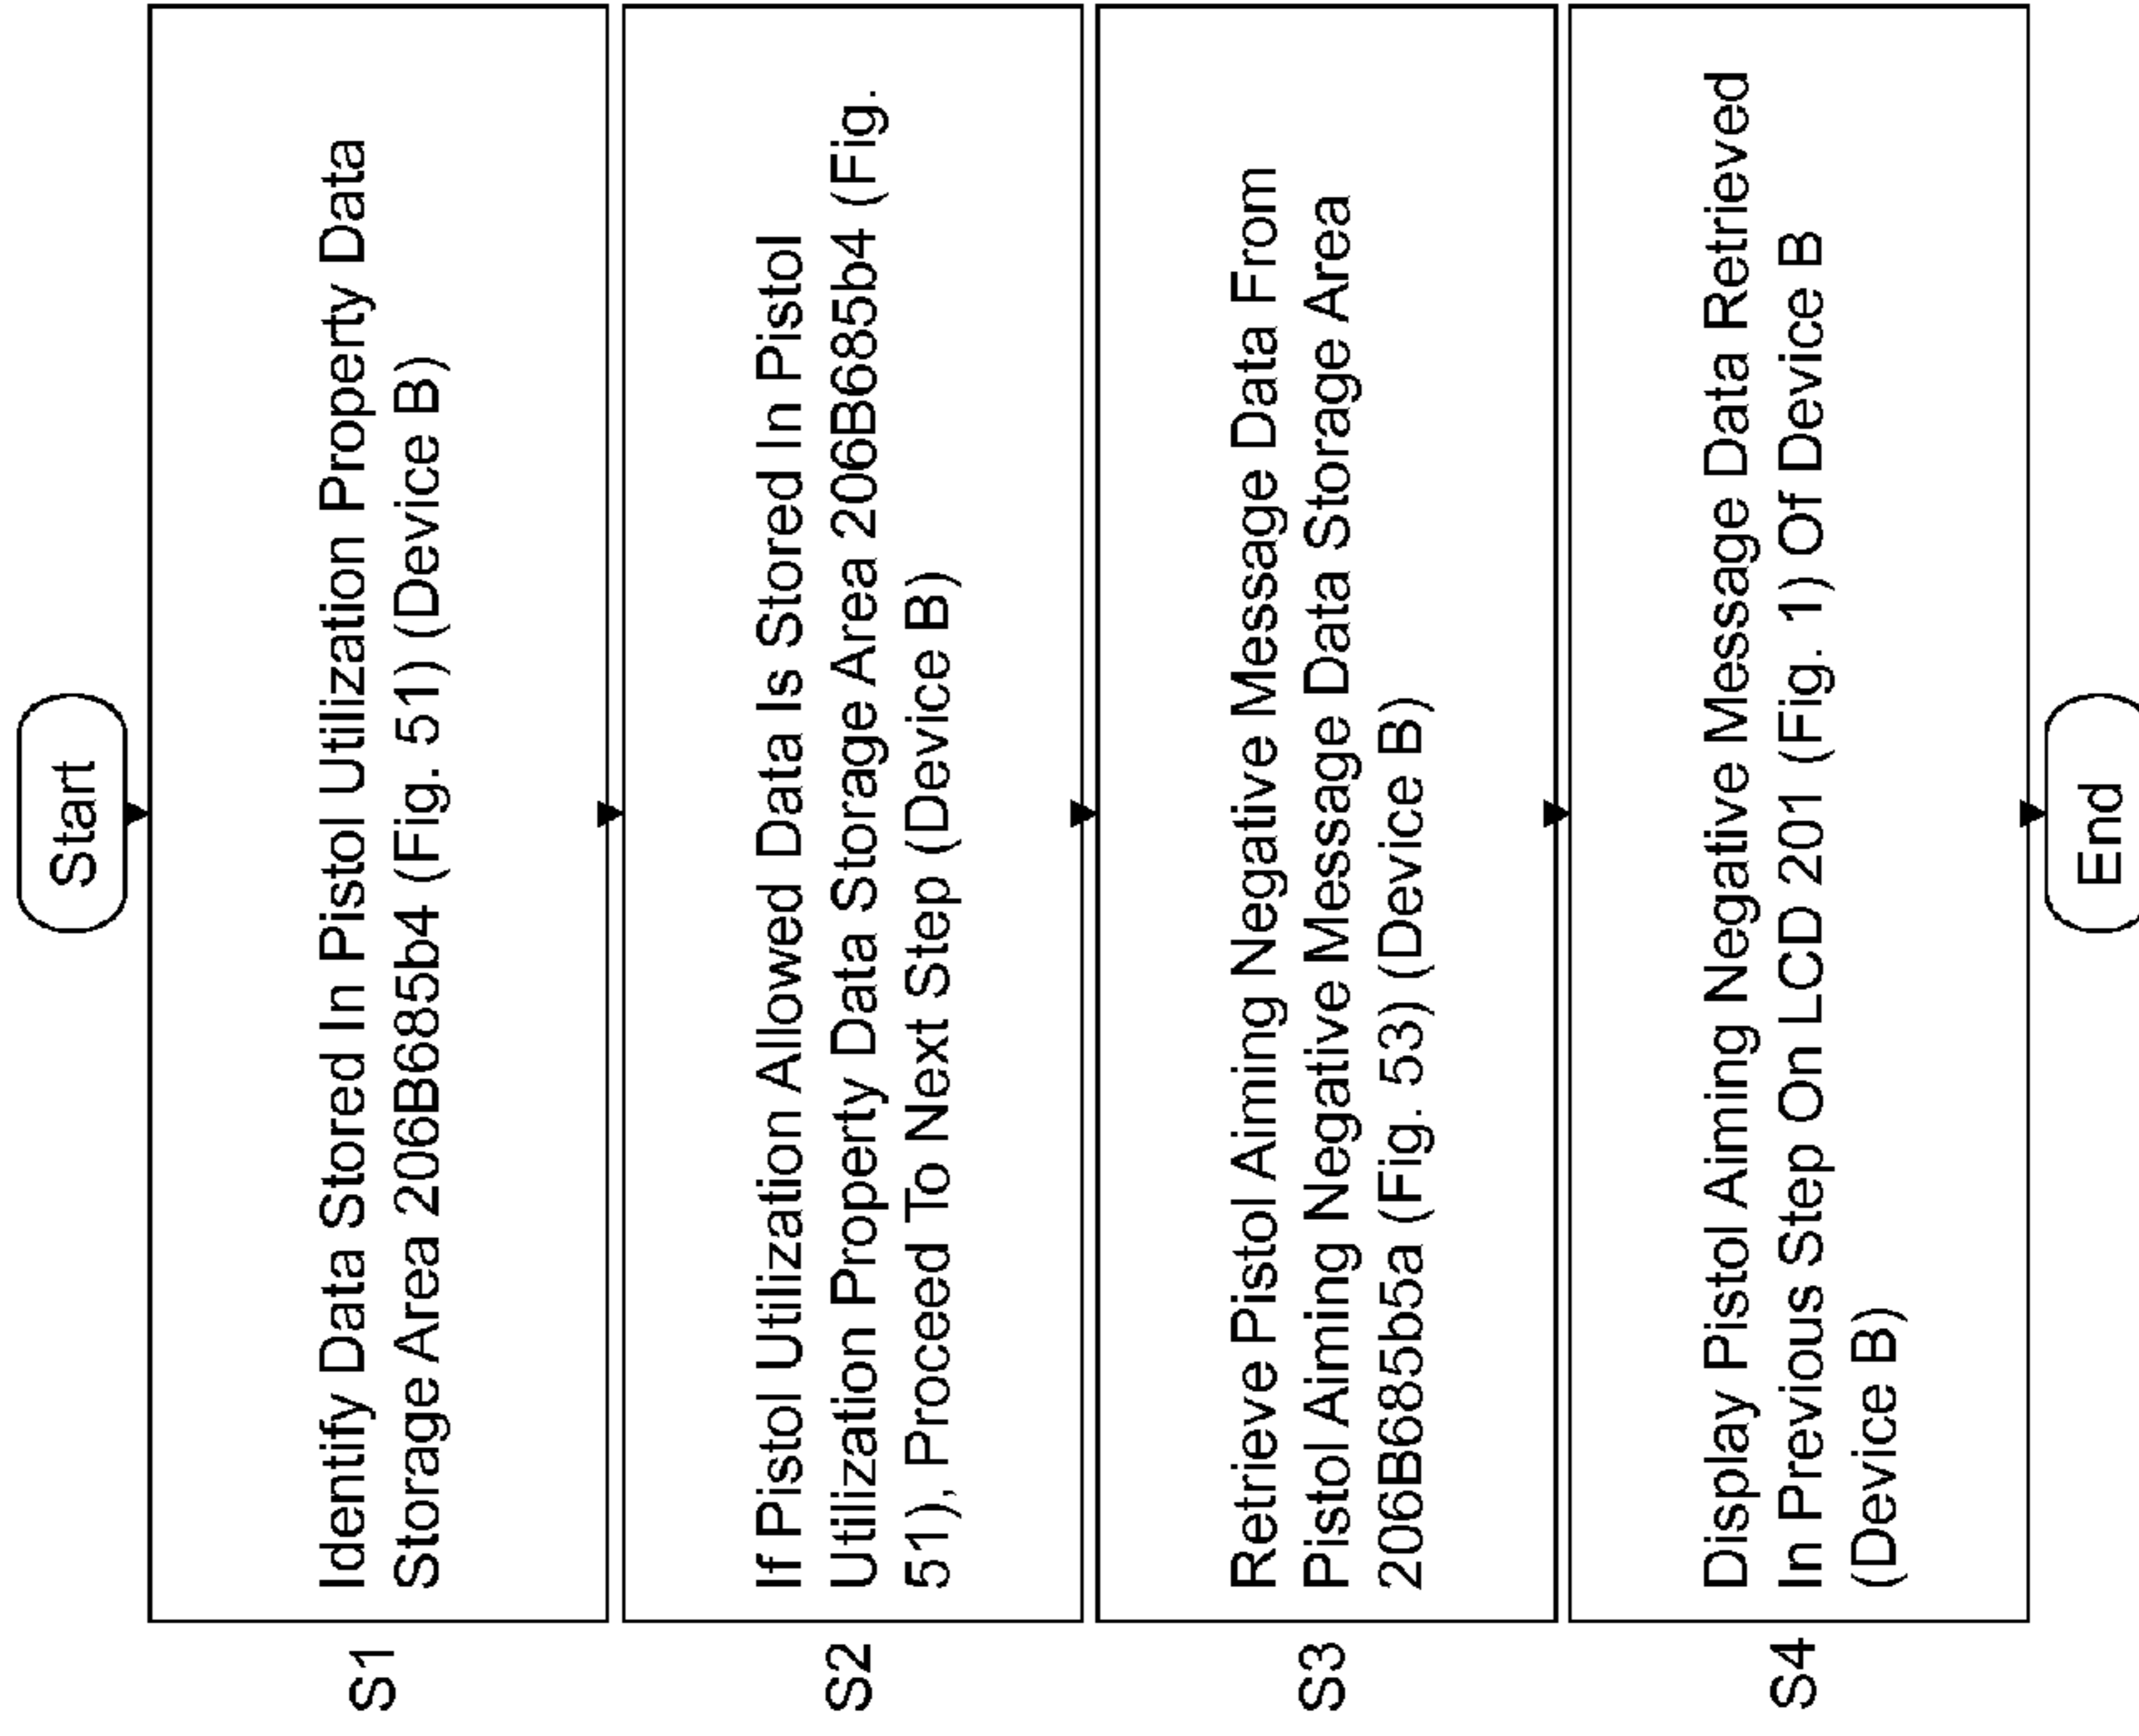 Start
S1
Identify Data Stored In Pistol Utilization Property Data
Storage Area 206B685b4 (Fig. 51) (Device B)
S2
If Pistol Utilization Allowed Data Is Stored In Pistol
Utilization Property Data Storage Area 206B685b4 (Fig.
51), Proceed To Next Step (Device B)
S3
Retrieve Pistol Aiming Negative Message Data From
Pistol Aiming Negative Message Data Storage Area
206B685b5a (Fig. 53) (Device B)
S4
Display Pistol Aiming Negative Message Data Retrieved
In Previous Step On LCD 201 (Fig. 1) Of Device B
(Device B)
End